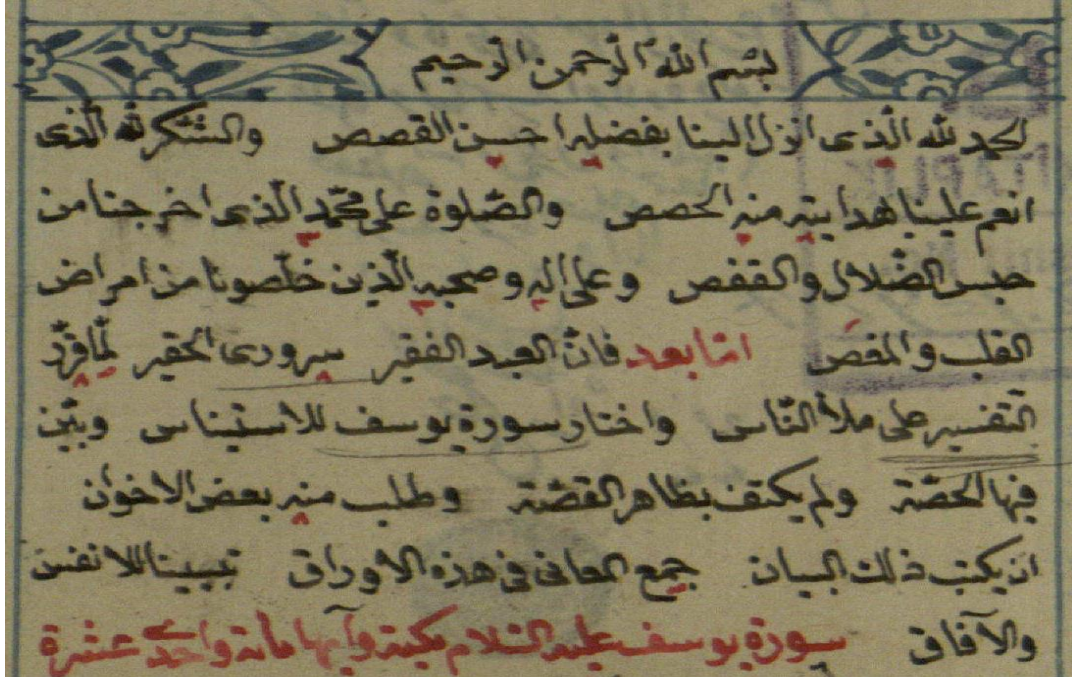 بسم الله الرحمن الرحيم
الحمد لله الذى انزل الينا بفضله احسن القصص والشكر له الذى
انعم علينا هدايته منه الحصص والصلوة على محمد الذى اخرجنا من
حبس الضلال والقفص وعلى اله وصحبه الذين خلصونا من امراض
القلب والمغص اما بعد فان العبد الفقير سرورى الحقير لما قرر
التفسير على ملأ الناس واختار سورة يوسف للاستيناس وبين
فيها الحصة ولم يكتف بظاهر القصة وطلب منه بعض الاخوان
ان يكتب ذلك البيان جمع المعانى فى هذه الاوراق تبيينا للانفس
والآفاق سورة يوسف عليه السلام مكية وآيها مائة واحدى عشرة